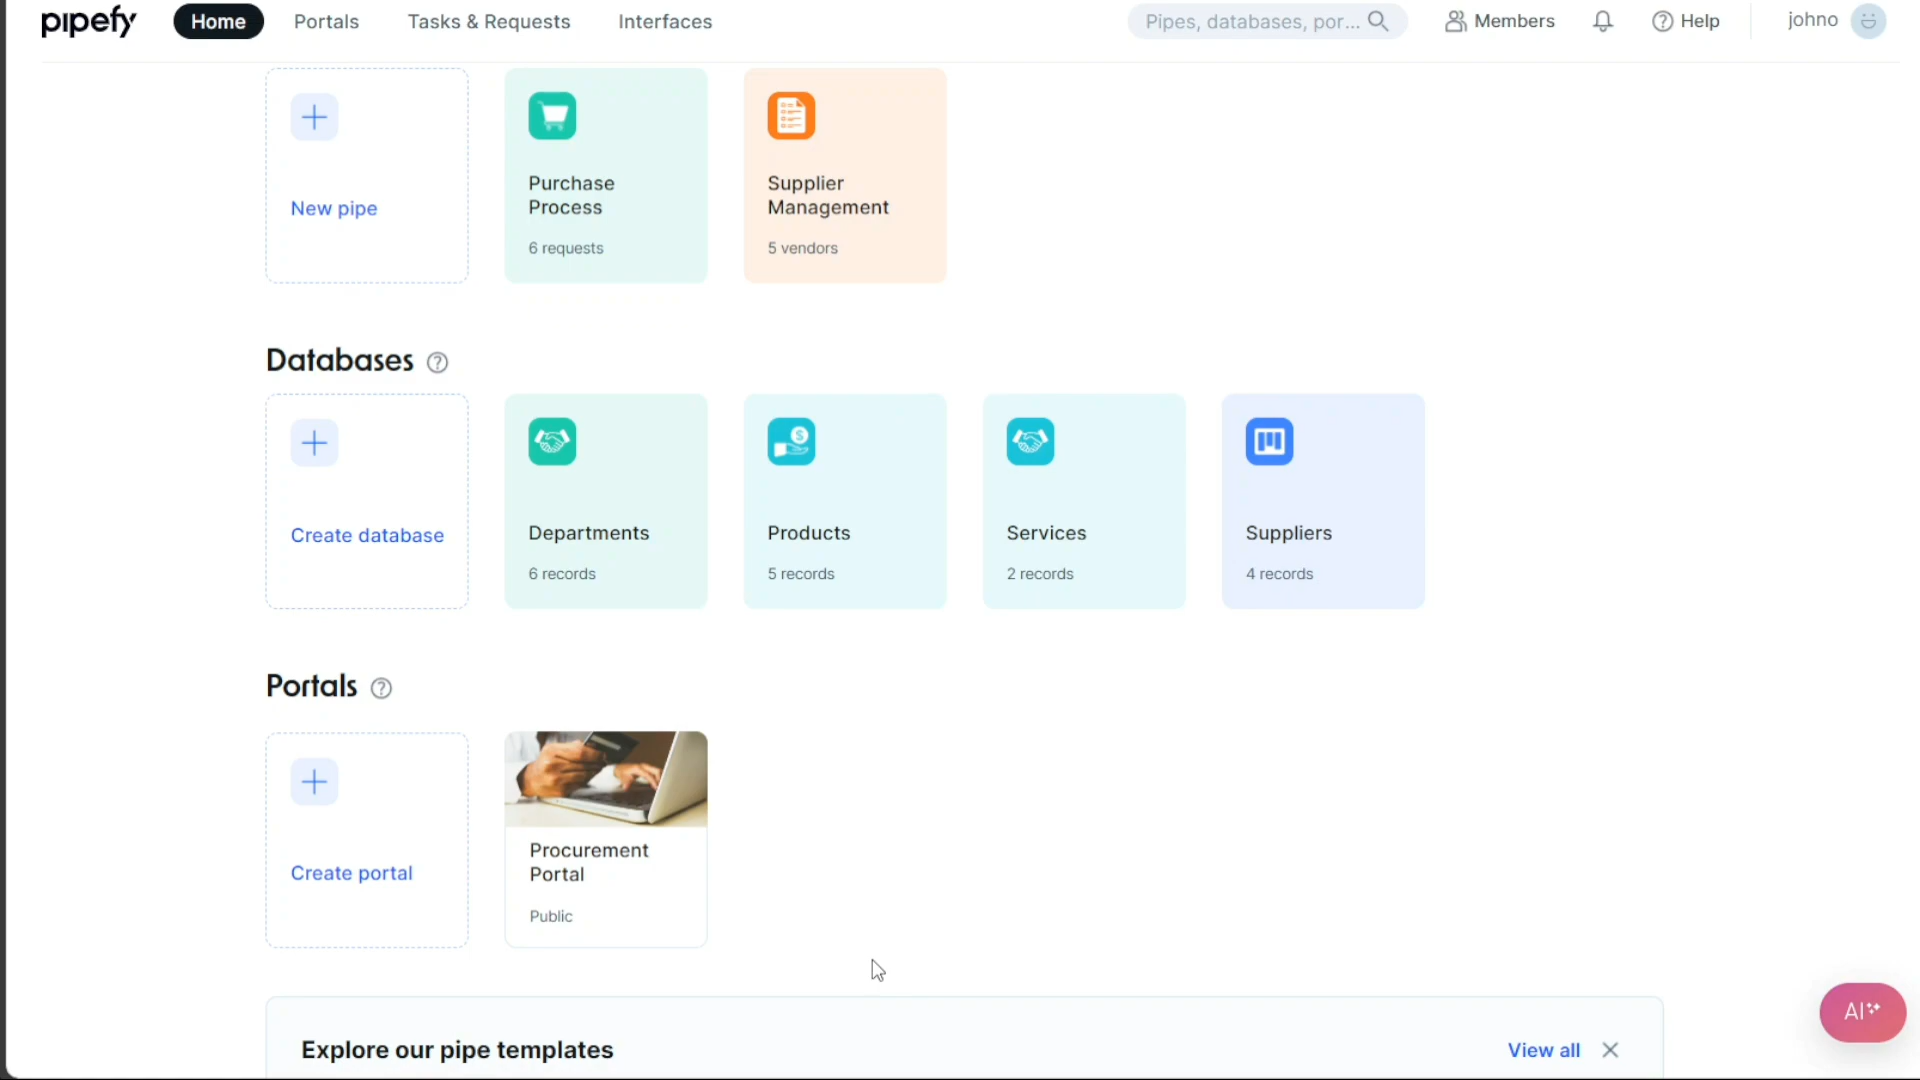 pipefy
Home
Portals
Tasks & Requests
Interfaces
Pipes, databases, por...
Members
Help
johno
New pipe
Purchase
Process
6 requests
Supplier
Management
5 vendors
Databases
Create database
Departments
6 records
Products
5 records
Services
2 records
Suppliers
4 records
Portals
Create portal
Procurement
Portal
Public
Explore our pipe templates
View all
AI